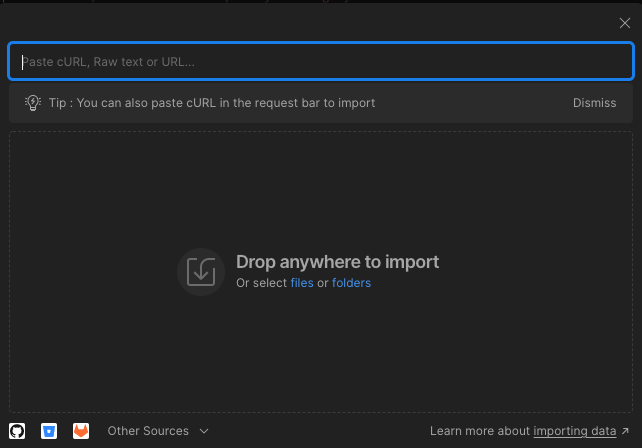 Paste cURL, Raw text or URL...
Tip : You can also paste cURL in the request bar to import Dismiss
Drop anywhere to import
Or select files or folders
Other Sources Learn more about importing data ↗